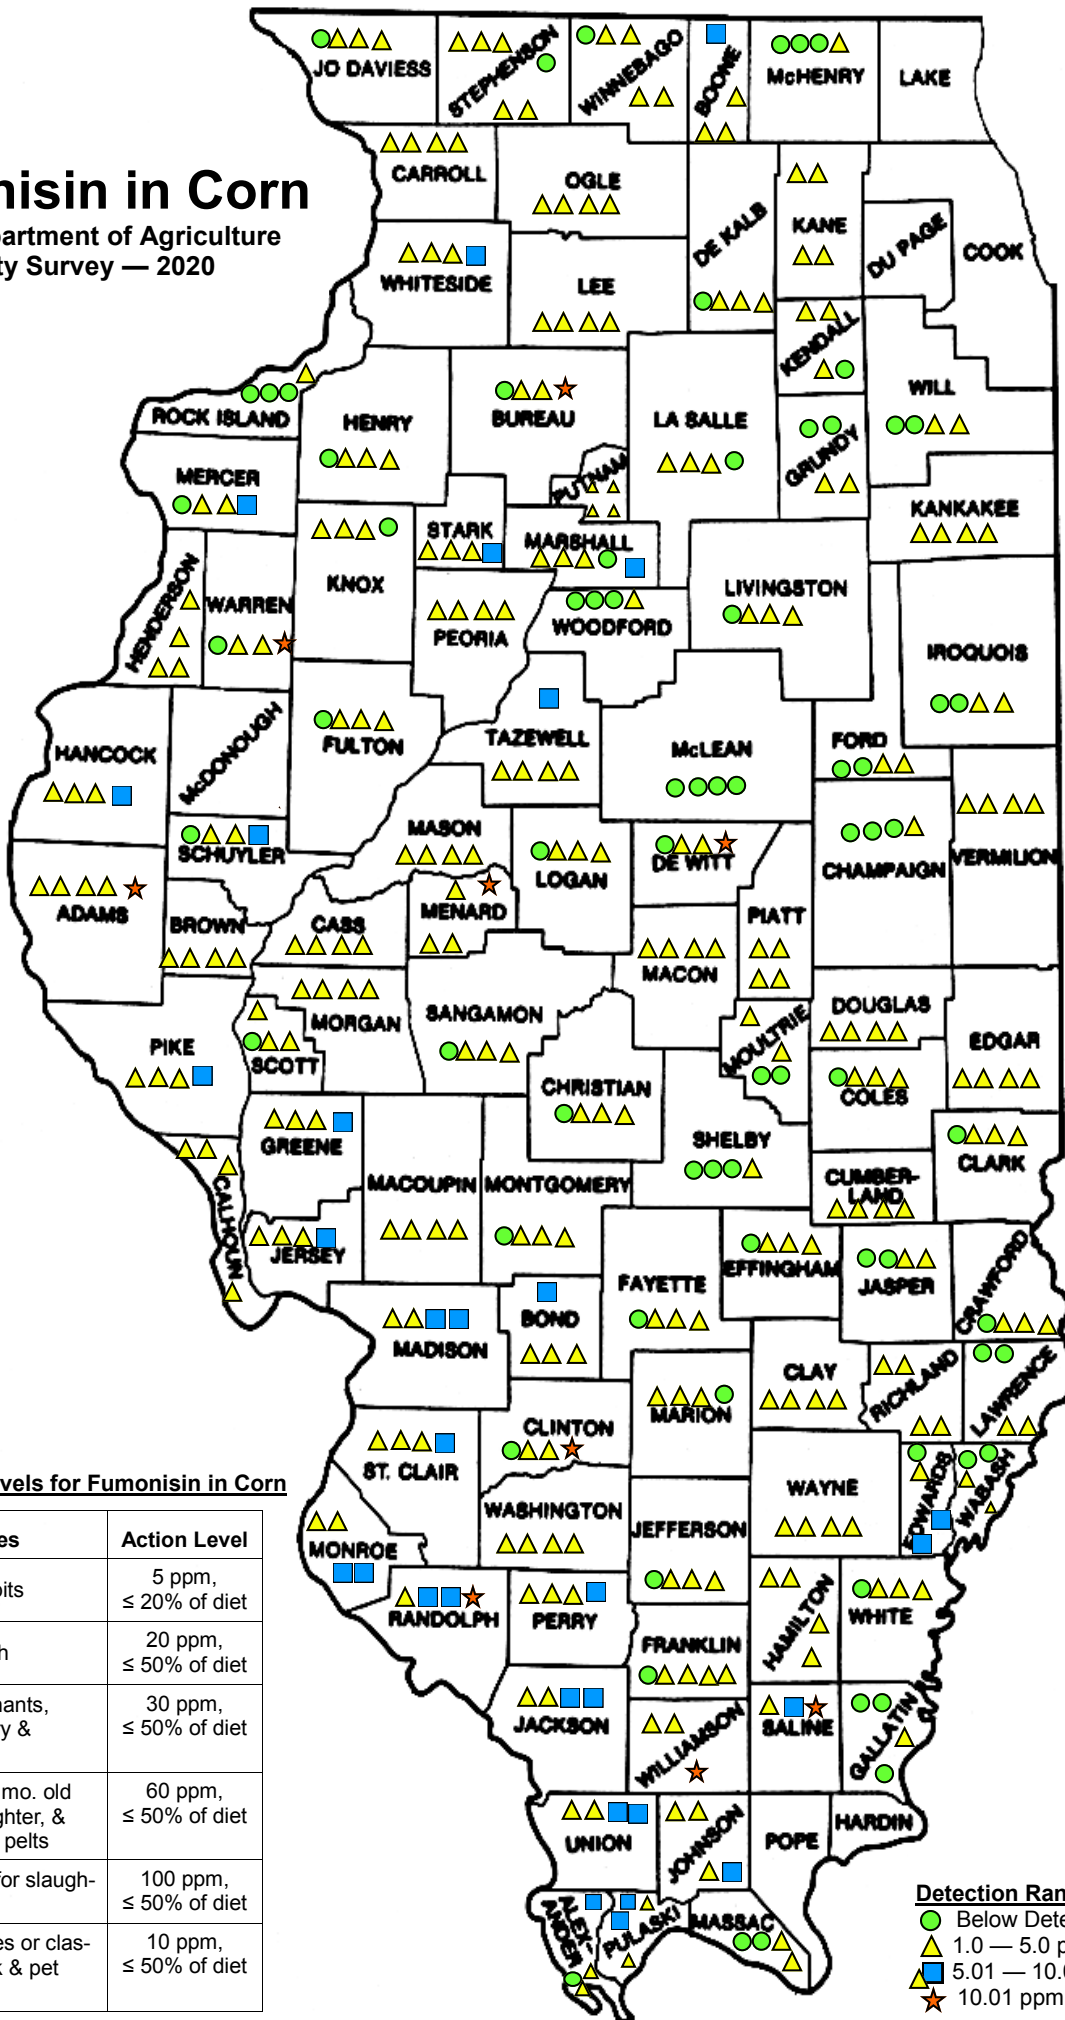 nisin in Corn
partment of Agriculture
ty Survey — 2020
JO DAVIESS
STEPHENSON
WINNEBAGO
BOONE
McHENRY
LAKE
CARROLL
OGLE
DE KALB
KANE
DU PAGE
COOK
WHITESIDE
LEE
KENDALL
WILL
ROCK ISLAND
HENRY
BUREAU
LA SALLE
GRUNDY
MERCER
PUTNAM
KANKAKEE
STARK
MARSHALL
KNOX
LIVINGSTON
HENDERSON
WARREN
PEORIA
WOODFORD
IROQUOIS
HANCOCK
McDONOUGH
FULTON
TAZEWELL
McLEAN
FORD
MASON
SCHUYLER
LOGAN
DE WITT
CHAMPAIGN
VERMILION
ADAMS
BROWN
CASS
MENARD
PIATT
MACON
MORGAN
SANGAMON
DOUGLAS
PIKE
SCOTT
MOULTRIE
EDGAR
CHRISTIAN
COLES
GREENE
SHELBY
CLARK
CALHOUN
MACOUPIN
MONTGOMERY
CUMBER-
LAND
JERSEY
FAYETTE
EFFINGHAM
JASPER
CRAWFORD
MADISON
BOND
CLAY
RICHLAND
LAWRENCE
MARION
CLINTON
ST. CLAIR
WAYNE
EDWARDS
WABASH
WASHINGTON
JEFFERSON
MONROE
RANDOLPH
PERRY
HAMILTON
WHITE
FRANKLIN
JACKSON
WILLIAMSON
SALINE
GALLATIN
UNION
JOHNSON
POPE
HARDIN
ALEX-
ANDER
PULASKI
MASSAC
vels for Fumonisin in Corn
es
Action Level
bits
5 ppm,
≤ 20% of diet
h
20 ppm,
≤ 50% of diet
nants,
ry &
30 ppm,
≤ 50% of diet
mo. old
ghter, &
pelts
60 ppm,
≤ 50% of diet
for slaugh-
100 ppm,
≤ 50% of diet
es or clas-
k & pet
10 ppm,
≤ 50% of diet
Detection Ran
Below Dete
1.0 — 5.0 p
5.01 — 10.0
10.01 ppm